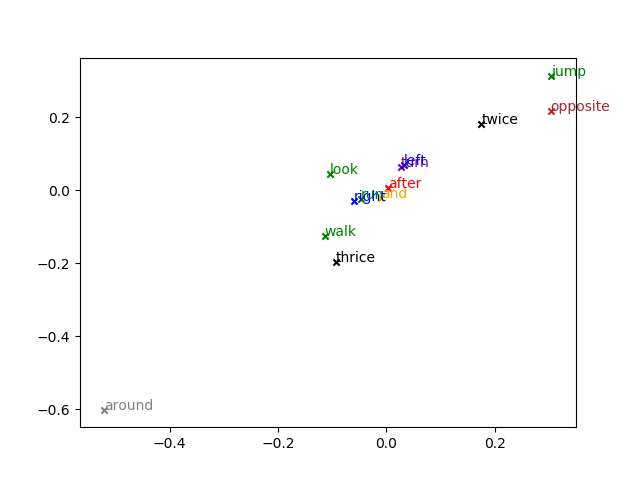 jump
opposite
twice
left
turn
look
after
and
right
run
walk
thrice
around
0.2
0.0
−0.2
−0.4
−0.6
−0.4
−0.2
0.0
0.2